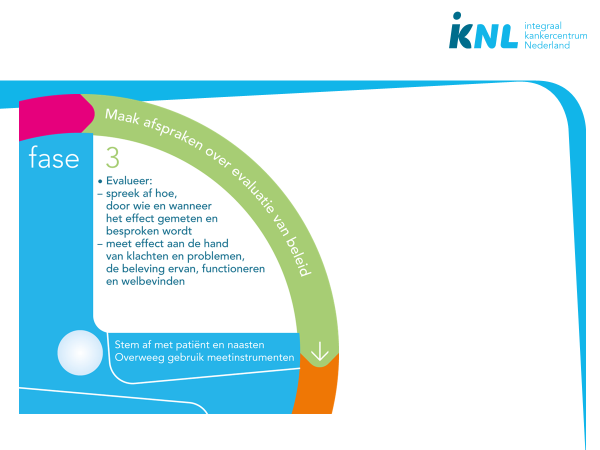 iKNL
integraal
kankercentrum
Nederland
Maak afspraken over evaluatie van beleid
fase 3
• Evalueer:
– spreek af hoe,
door wie en wanneer
het effect gemeten en
besproken wordt
– meet effect aan de hand
van klachten en problemen,
de beleving ervan, functioneren
en welbevinden
Stem af met patiënt en naasten
Overweeg gebruik meetinstrumenten